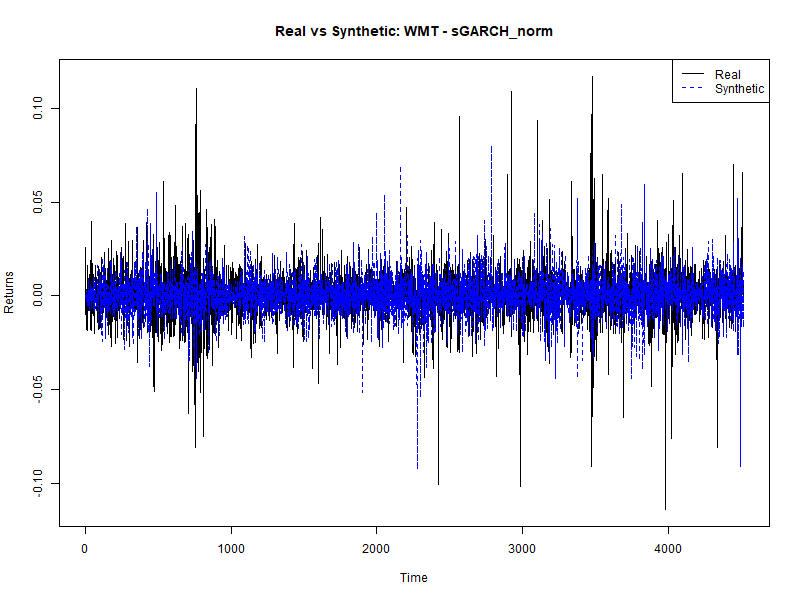 Real vs Synthetic: WMT - sGARCH_norm
Real
Synthetic
0.10
0.05
0.00
-0.05
-0.10
Returns
0
1000
2000
3000
4000
Time